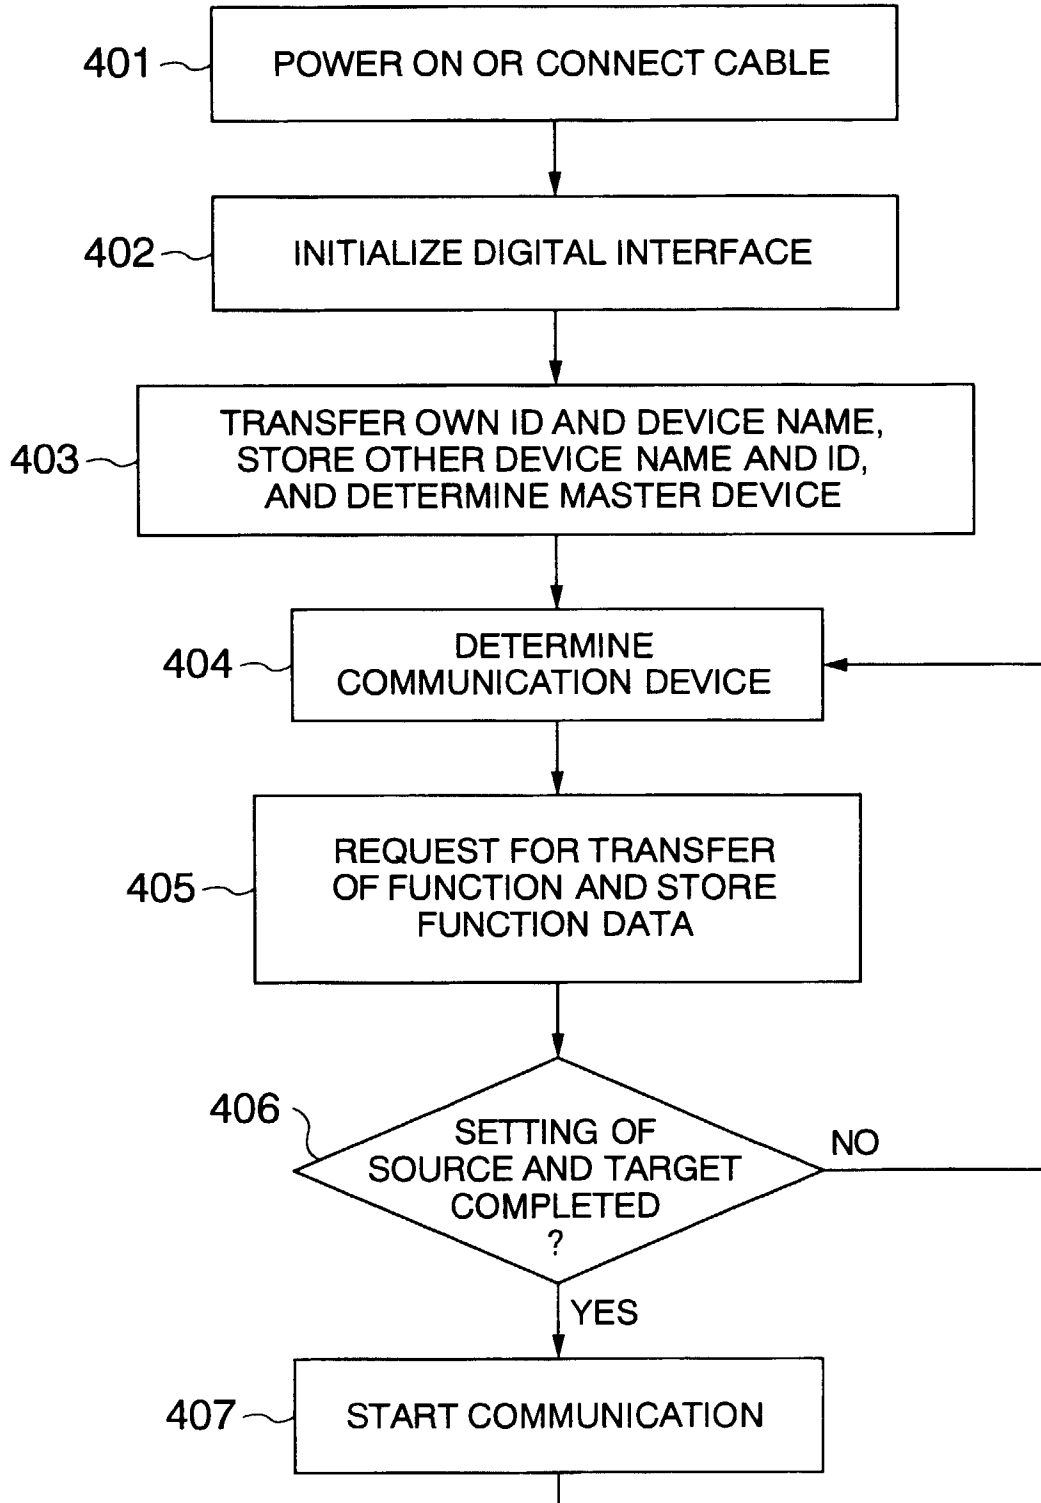 401
POWER ON OR CONNECT CABLE
402
INITIALIZE DIGITAL INTERFACE
403
TRANSFER OWN ID AND DEVICE NAME,
STORE OTHER DEVICE NAME AND ID,
AND DETERMINE MASTER DEVICE
404
DETERMINE
COMMUNICATION DEVICE
405
REQUEST FOR TRANSFER
OF FUNCTION AND STORE
FUNCTION DATA
406
SETTING OF
SOURCE AND TARGET
COMPLETED
?
NO
YES
407
START COMMUNICATION